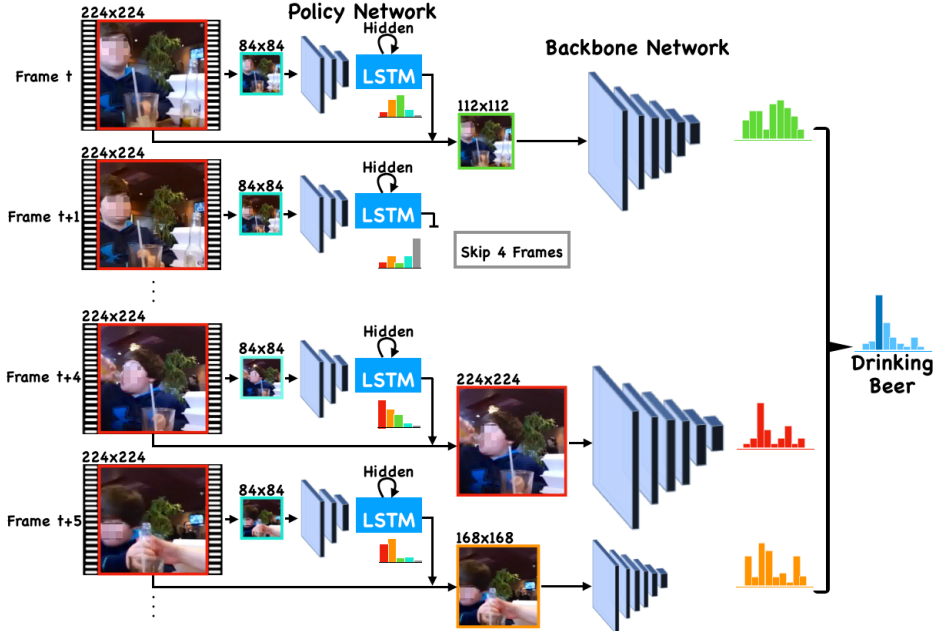 Policy Network
Backbone Network
224x224
Frame t
84x84
Hidden
LSTM
112x112
224x224
Frame t+1
84x84
Hidden
LSTM
Skip 4 Frames
224x224
Frame t+4
84x84
Hidden
LSTM
224x224
224x224
Frame t+5
84x84
Hidden
LSTM
168x168
Drinking
Beer